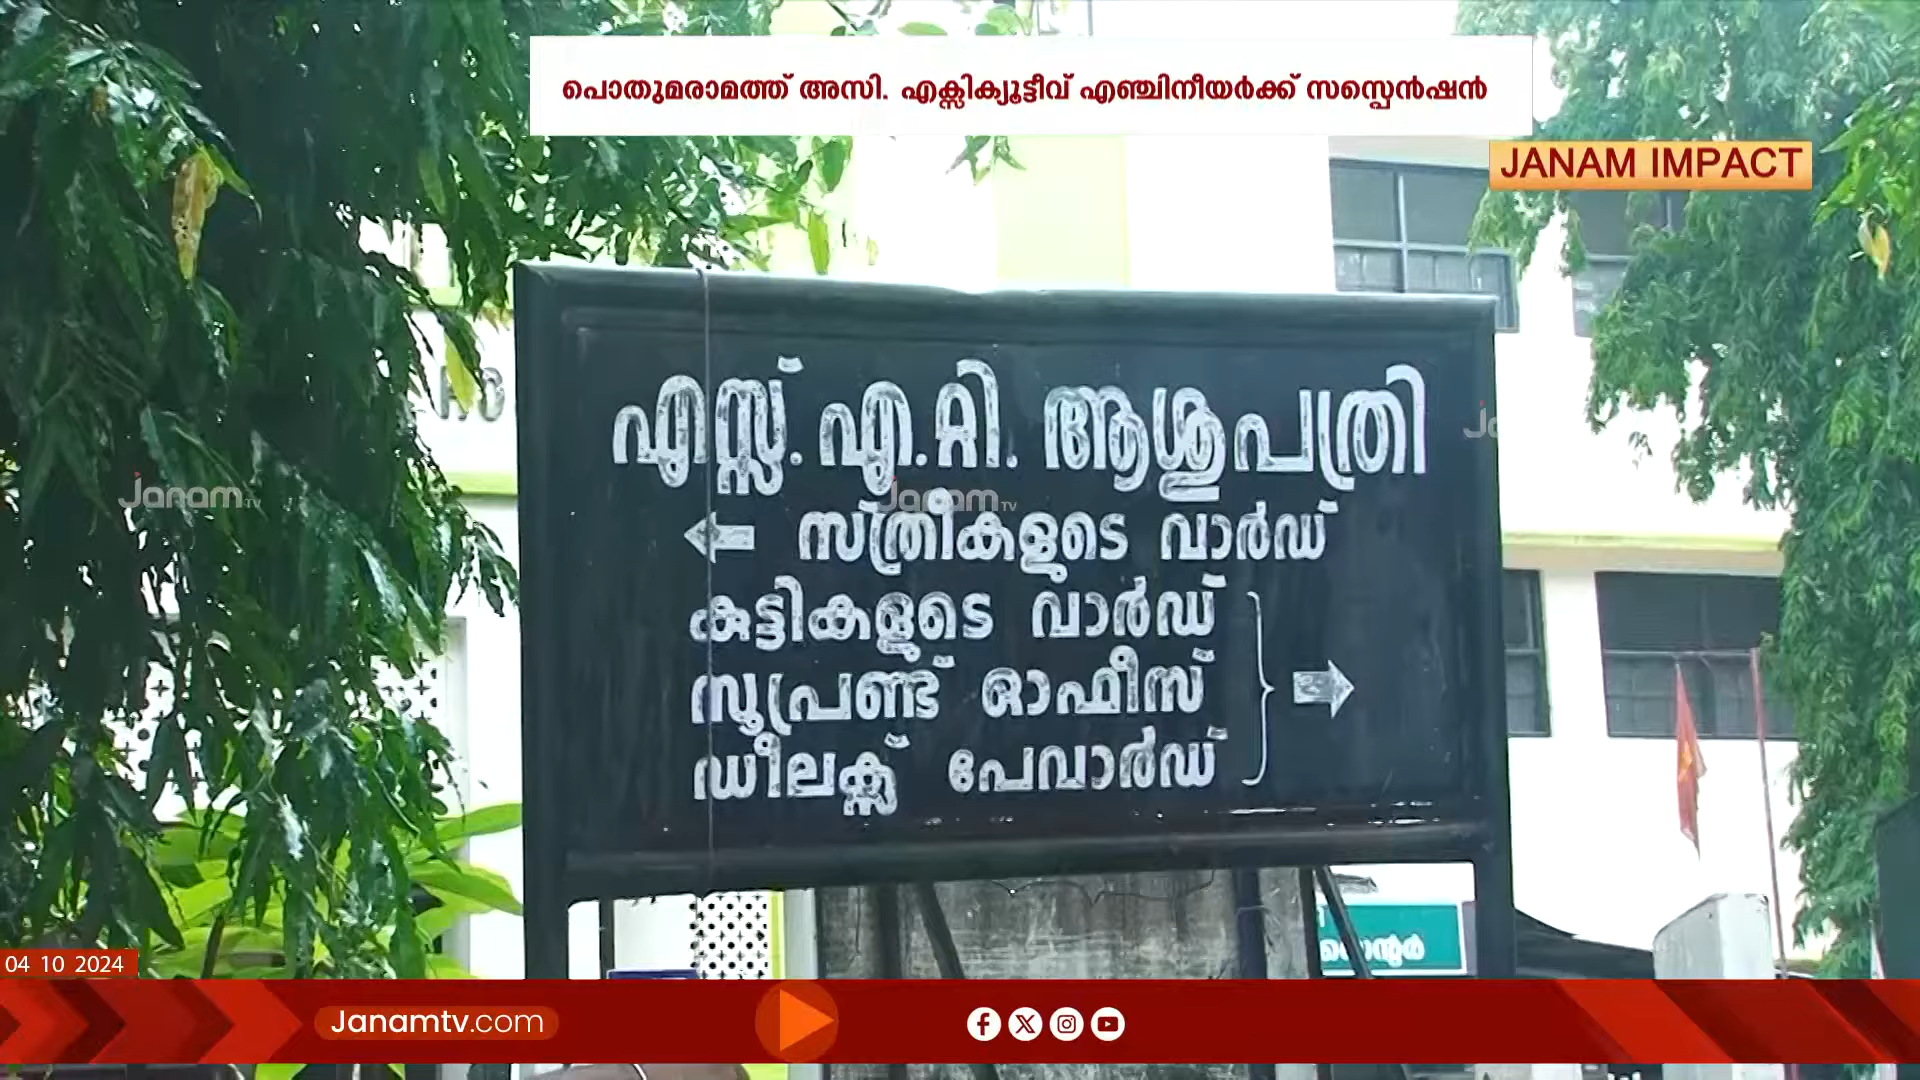 പൊതുമരാമത്ത് അസി. എക്സിക്യൂട്ടീവ് എഞ്ചിനീയർക്ക് സസ്പെൻഷൻ
JANAM IMPACT
എസ്സ്. എ.റ്റി. ആശുപത്രി
Janam TV
Janam TV
സ്ത്രീകളുടെ വാർഡ്
കുട്ടികളുടെ വാർഡ്
സൂപ്രണ്ട് ഓഫീസ്
ഡീലക്സ് പേവാർഡ്
04 10 2024
Janamtv.com